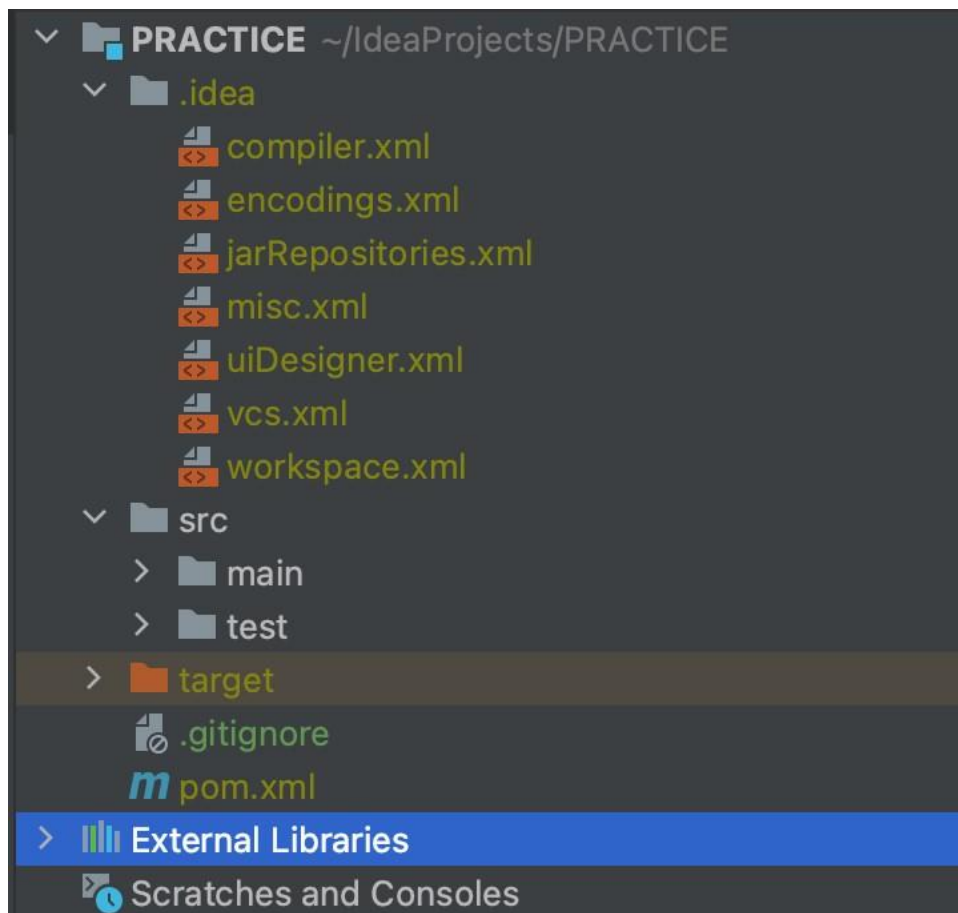 PRACTICE ~/IdeaProjects/PRACTICE
.idea
compiler.xml
encodings.xml
jarRepositories.xml
misc.xml
uiDesigner.xml
vcs.xml
workspace.xml
src
main
test
target
.gitignore
pom.xml
External Libraries
Scratches and Consoles